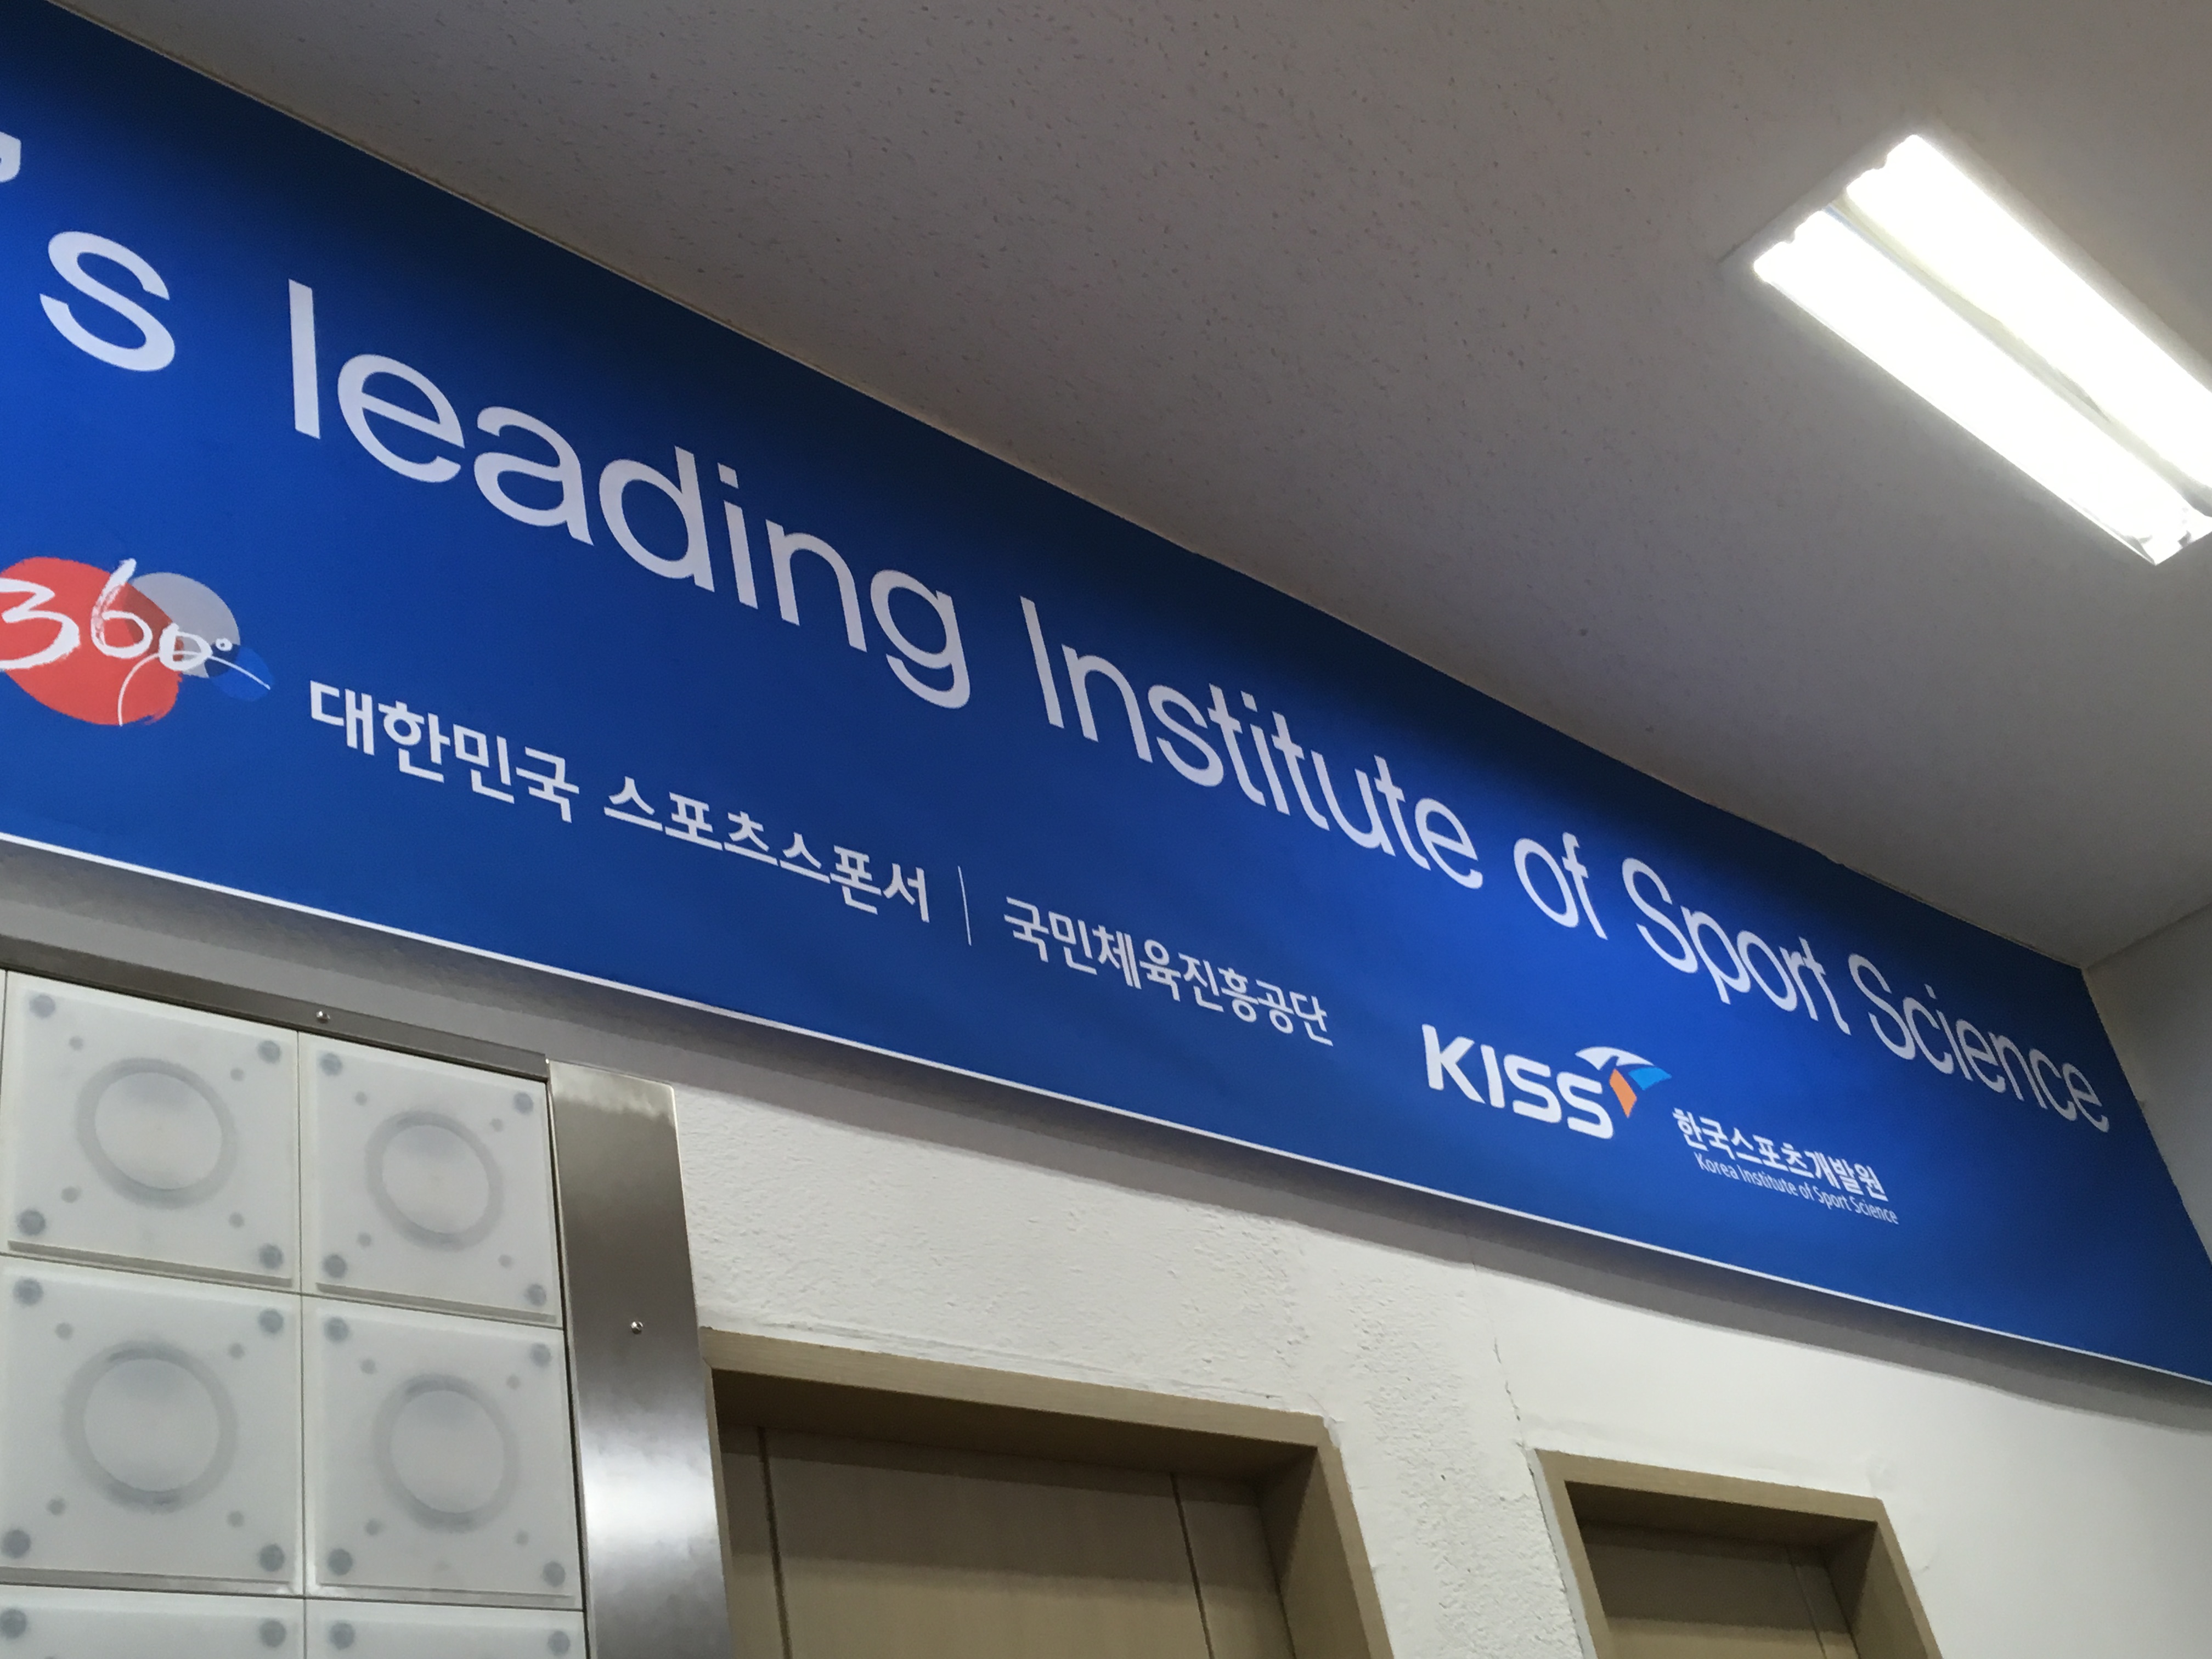 's leading Institute of Sport Science
360° 대한민국 스포츠스폰서 | 국민체육진흥공단
KISS 한국스포츠개발원
Korea Institute of Sport Science